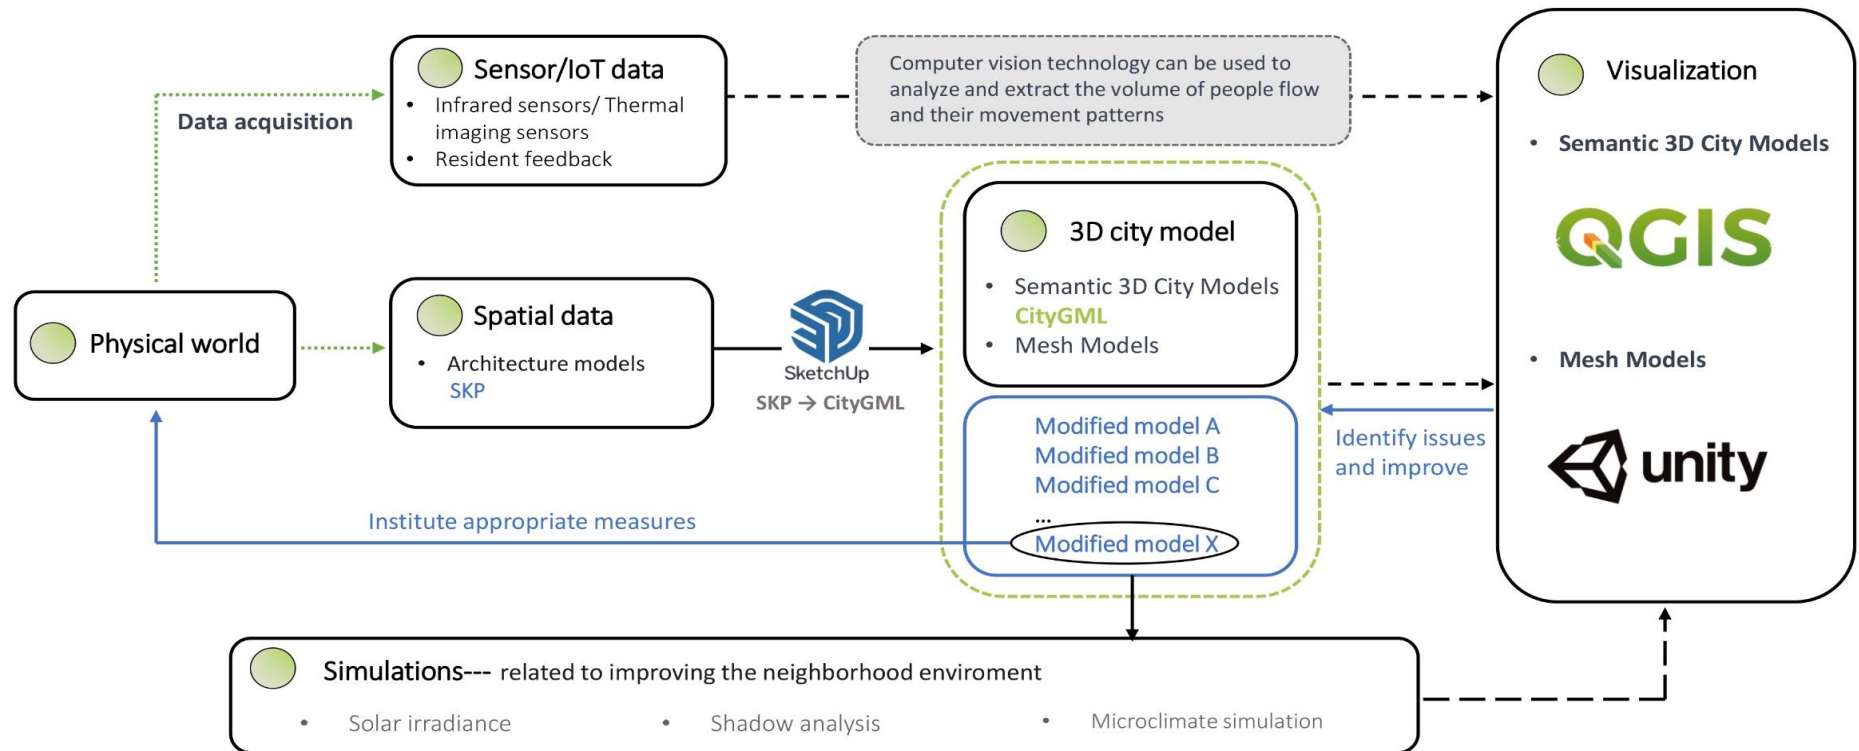 Sensor/IoT data
• Infrared sensors/ Thermal
imaging sensors
• Resident feedback
Data acquisition
Computer vision technology can be used to
analyze and extract the volume of people flow
and their movement patterns
Visualization
• Semantic 3D City Models
QGIS
• Mesh Models
unity
Physical world
Spatial data
• Architecture models
SKP
SketchUp
SKP → CityGML
3D city model
• Semantic 3D City Models
CityGML
• Mesh Models
Modified model A
Modified model B
Modified model C
...
Modified model X
Identify issues
and improve
Institute appropriate measures
Simulations--- related to improving the neighborhood enviroment
• Solar irradiance
• Shadow analysis
• Microclimate simulation